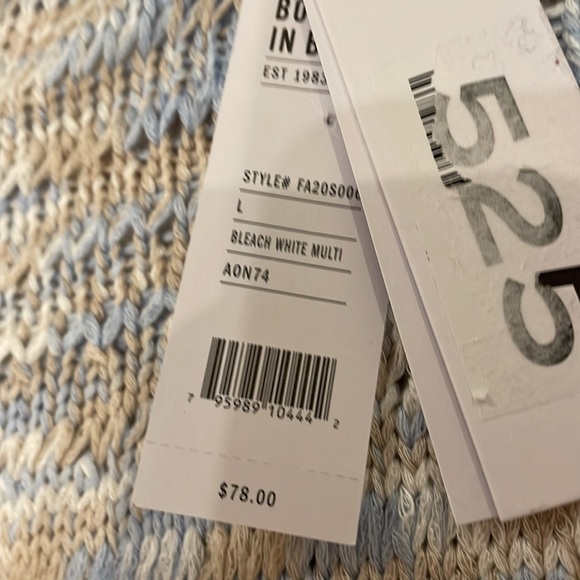 BO
IN B
EST 1983
STYLE# FA20S00
L
BLEACH WHITE MULTI
AON74
7 95989 10444 2
$78.00
525